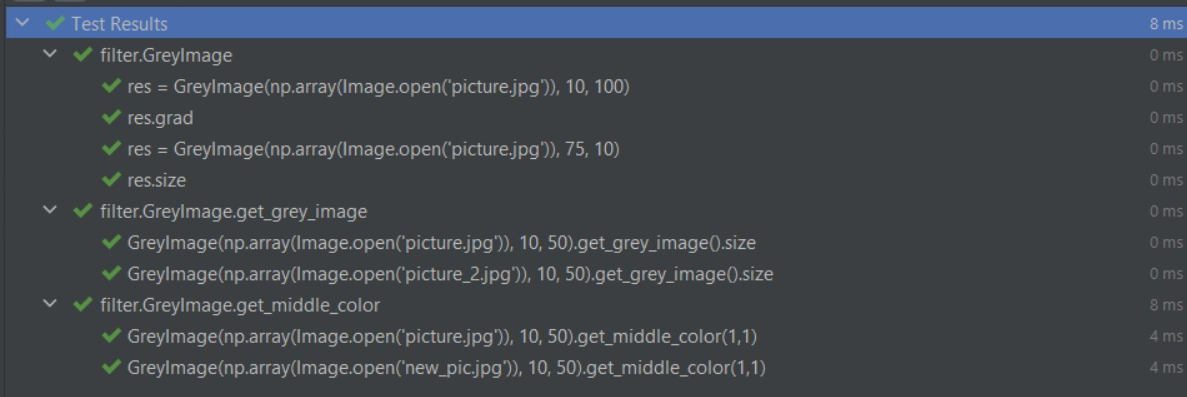 Test Results 8 ms
filter.GreyImage 0 ms
res = GreyImage(np.array(Image.open('picture.jpg')), 10, 100) 0 ms
res.grad 0 ms
res = GreyImage(np.array(Image.open('picture.jpg')), 75, 10) 0 ms
res.size 0 ms
filter.GreyImage.get_grey_image 0 ms
GreyImage(np.array(Image.open('picture.jpg')), 10, 50).get_grey_image().size 0 ms
GreyImage(np.array(Image.open('picture_2.jpg')), 10, 50).get_grey_image().size 0 ms
filter.GreyImage.get_middle_color 8 ms
GreyImage(np.array(Image.open('picture.jpg')), 10, 50).get_middle_color(1,1) 4 ms
GreyImage(np.array(Image.open('new_pic.jpg')), 10, 50).get_middle_color(1,1) 4 ms